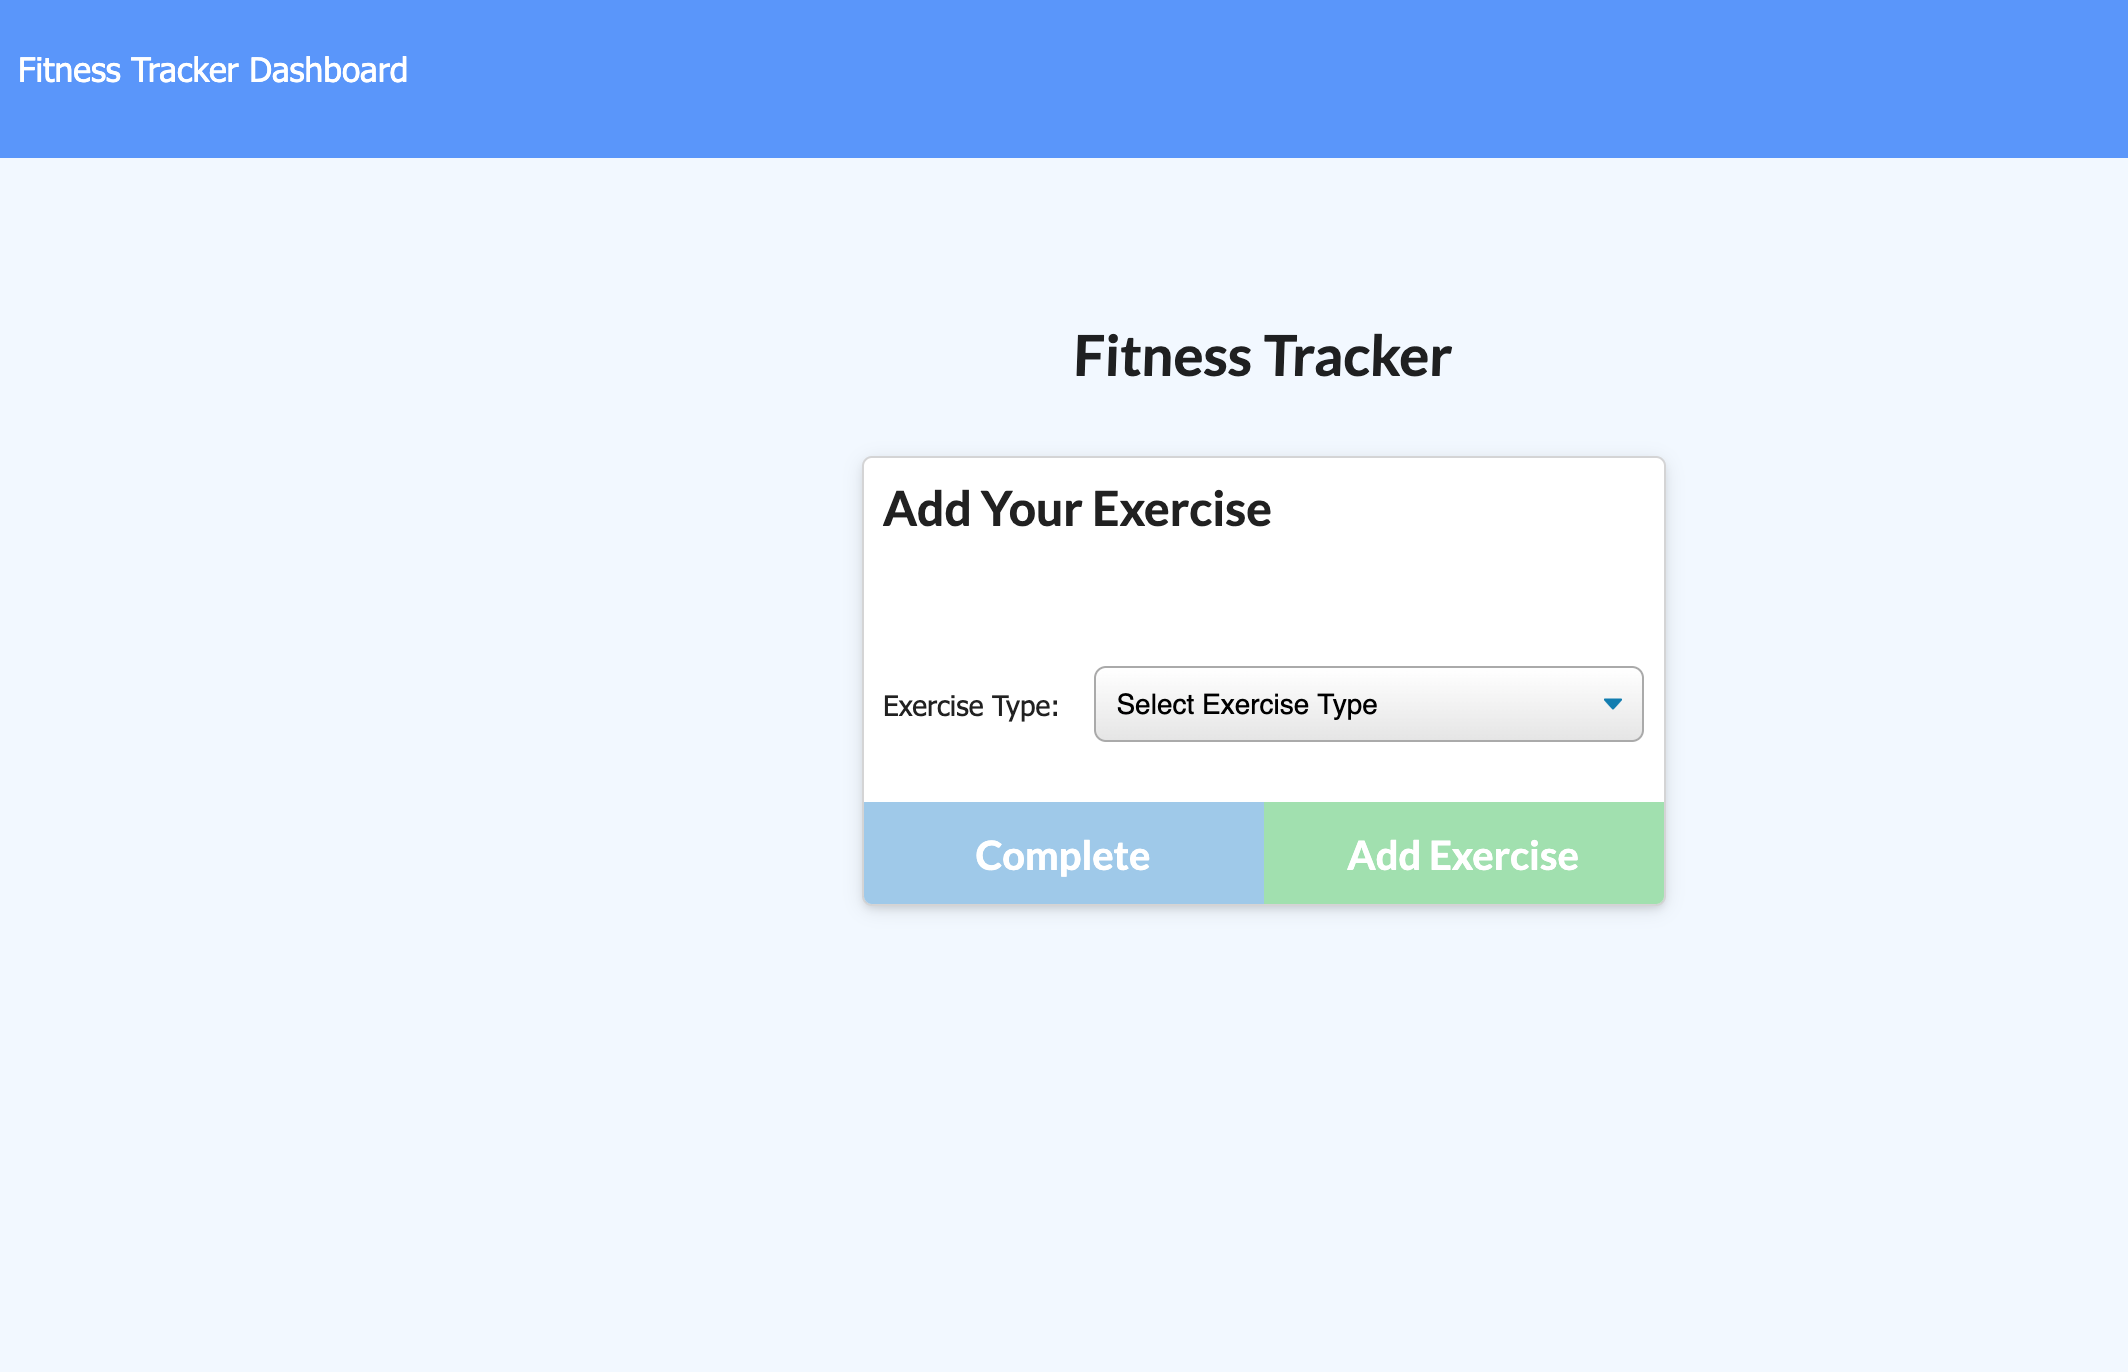 Fitness Tracker Dashboard
Fitness Tracker
Add Your Exercise
Exercise Type: Select Exercise Type
Complete Add Exercise